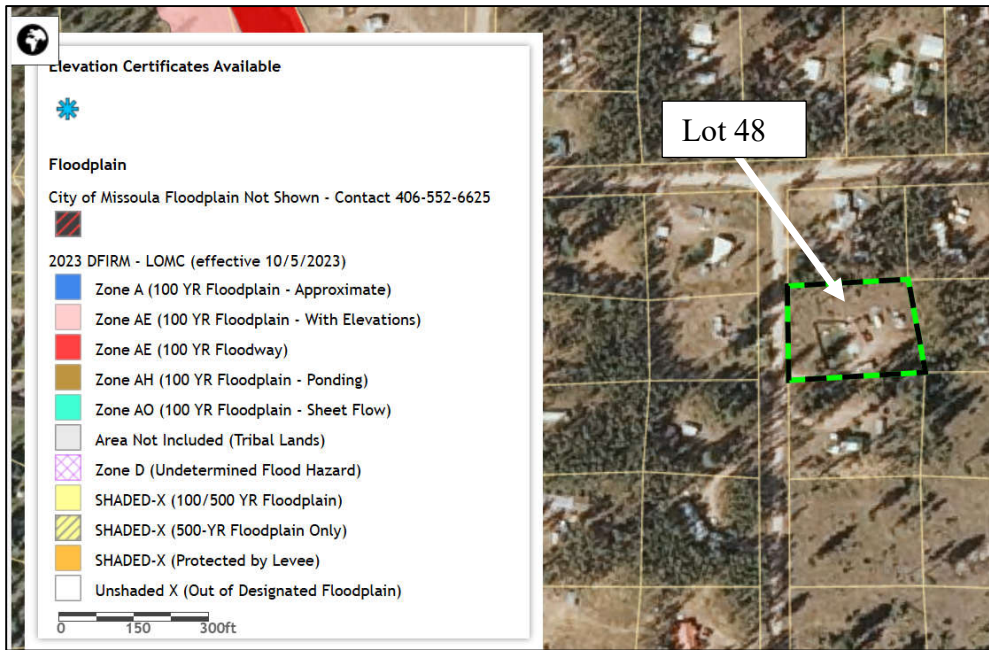 Elevation Certificates Available
Lot 48
Floodplain
City of Missoula Floodplain Not Shown - Contact 406-552-6625
2023 DFIRM - LOMC (effective 10/5/2023)
Zone A (100 YR Floodplain - Approximate)
Zone AE (100 YR Floodplain - With Elevations)
Zone AE (100 YR Floodway)
Zone AH (100 YR Floodplain - Ponding)
Zone AO (100 YR Floodplain - Sheet Flow)
Area Not Included (Tribal Lands)
Zone D (Undetermined Flood Hazard)
SHADED-X (100/500 YR Floodplain)
SHADED-X (500-YR Floodplain Only)
SHADED-X (Protected by Levee)
Unshaded X (Out of Designated Floodplain)
0 150 300ft